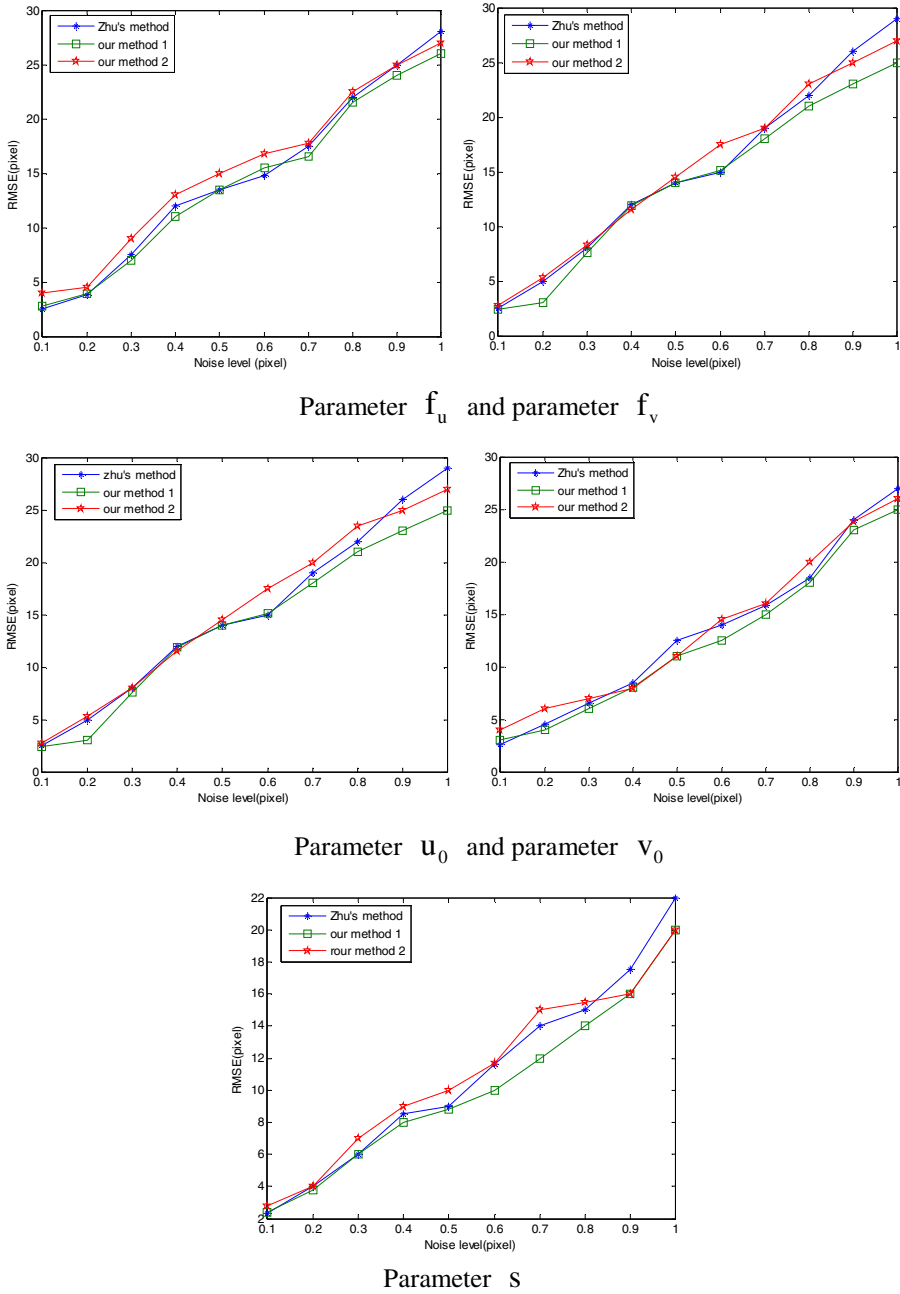 30
25
20
15
10
5
0
RMSE(pixel)
Zhu's method
our method 1
our method 2
0.1 0.2 0.3 0.4 0.5 0.6 0.7 0.8 0.9 1
Noise level (pixel)
30
25
20
15
10
5
0
RMSE(pixel)
Zhu's method
our method 1
our method 2
0.1 0.2 0.3 0.4 0.5 0.6 0.7 0.8 0.9 1
Noise level(pixel)
Parameter f_u and parameter f_v
30
25
20
15
10
5
0
RMSE(pixel)
zhu's method
our method 1
our method 2
0.1 0.2 0.3 0.4 0.5 0.6 0.7 0.8 0.9 1
Noise level(pixel)
30
25
20
15
10
5
0
RMSE(pixel)
Zhu's method
our method 1
our method 2
0.1 0.2 0.3 0.4 0.5 0.6 0.7 0.8 0.9 1
Noise level(pixel)
Parameter u_0 and parameter v_0
22
20
18
16
14
12
10
8
6
4
2
RMSE(pixel)
Zhu's method
our method 1
rour method 2
0.1 0.2 0.3 0.4 0.5 0.6 0.7 0.8 0.9 1
Noise level(pixel)
Parameter s